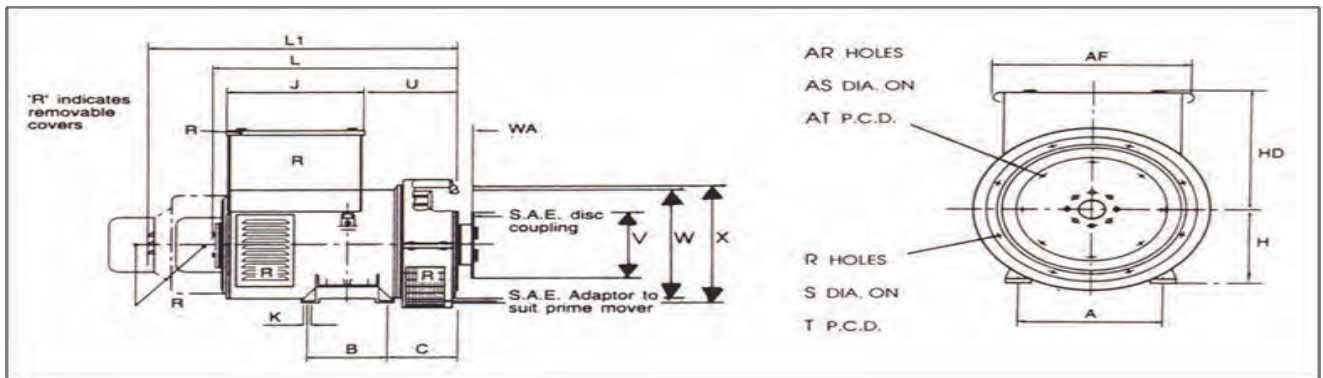 L1
L
J
U
'R' indicates
removable
covers
R
WA
R
S.A.E. disc
coupling
V
W
X
R
R
R
S.A.E. Adaptor to
suit prime mover
K
B
C
AR HOLES
AS DIA. ON
AT P.C.D.
AF
HD
H
R HOLES
S DIA. ON
T P.C.D.
A